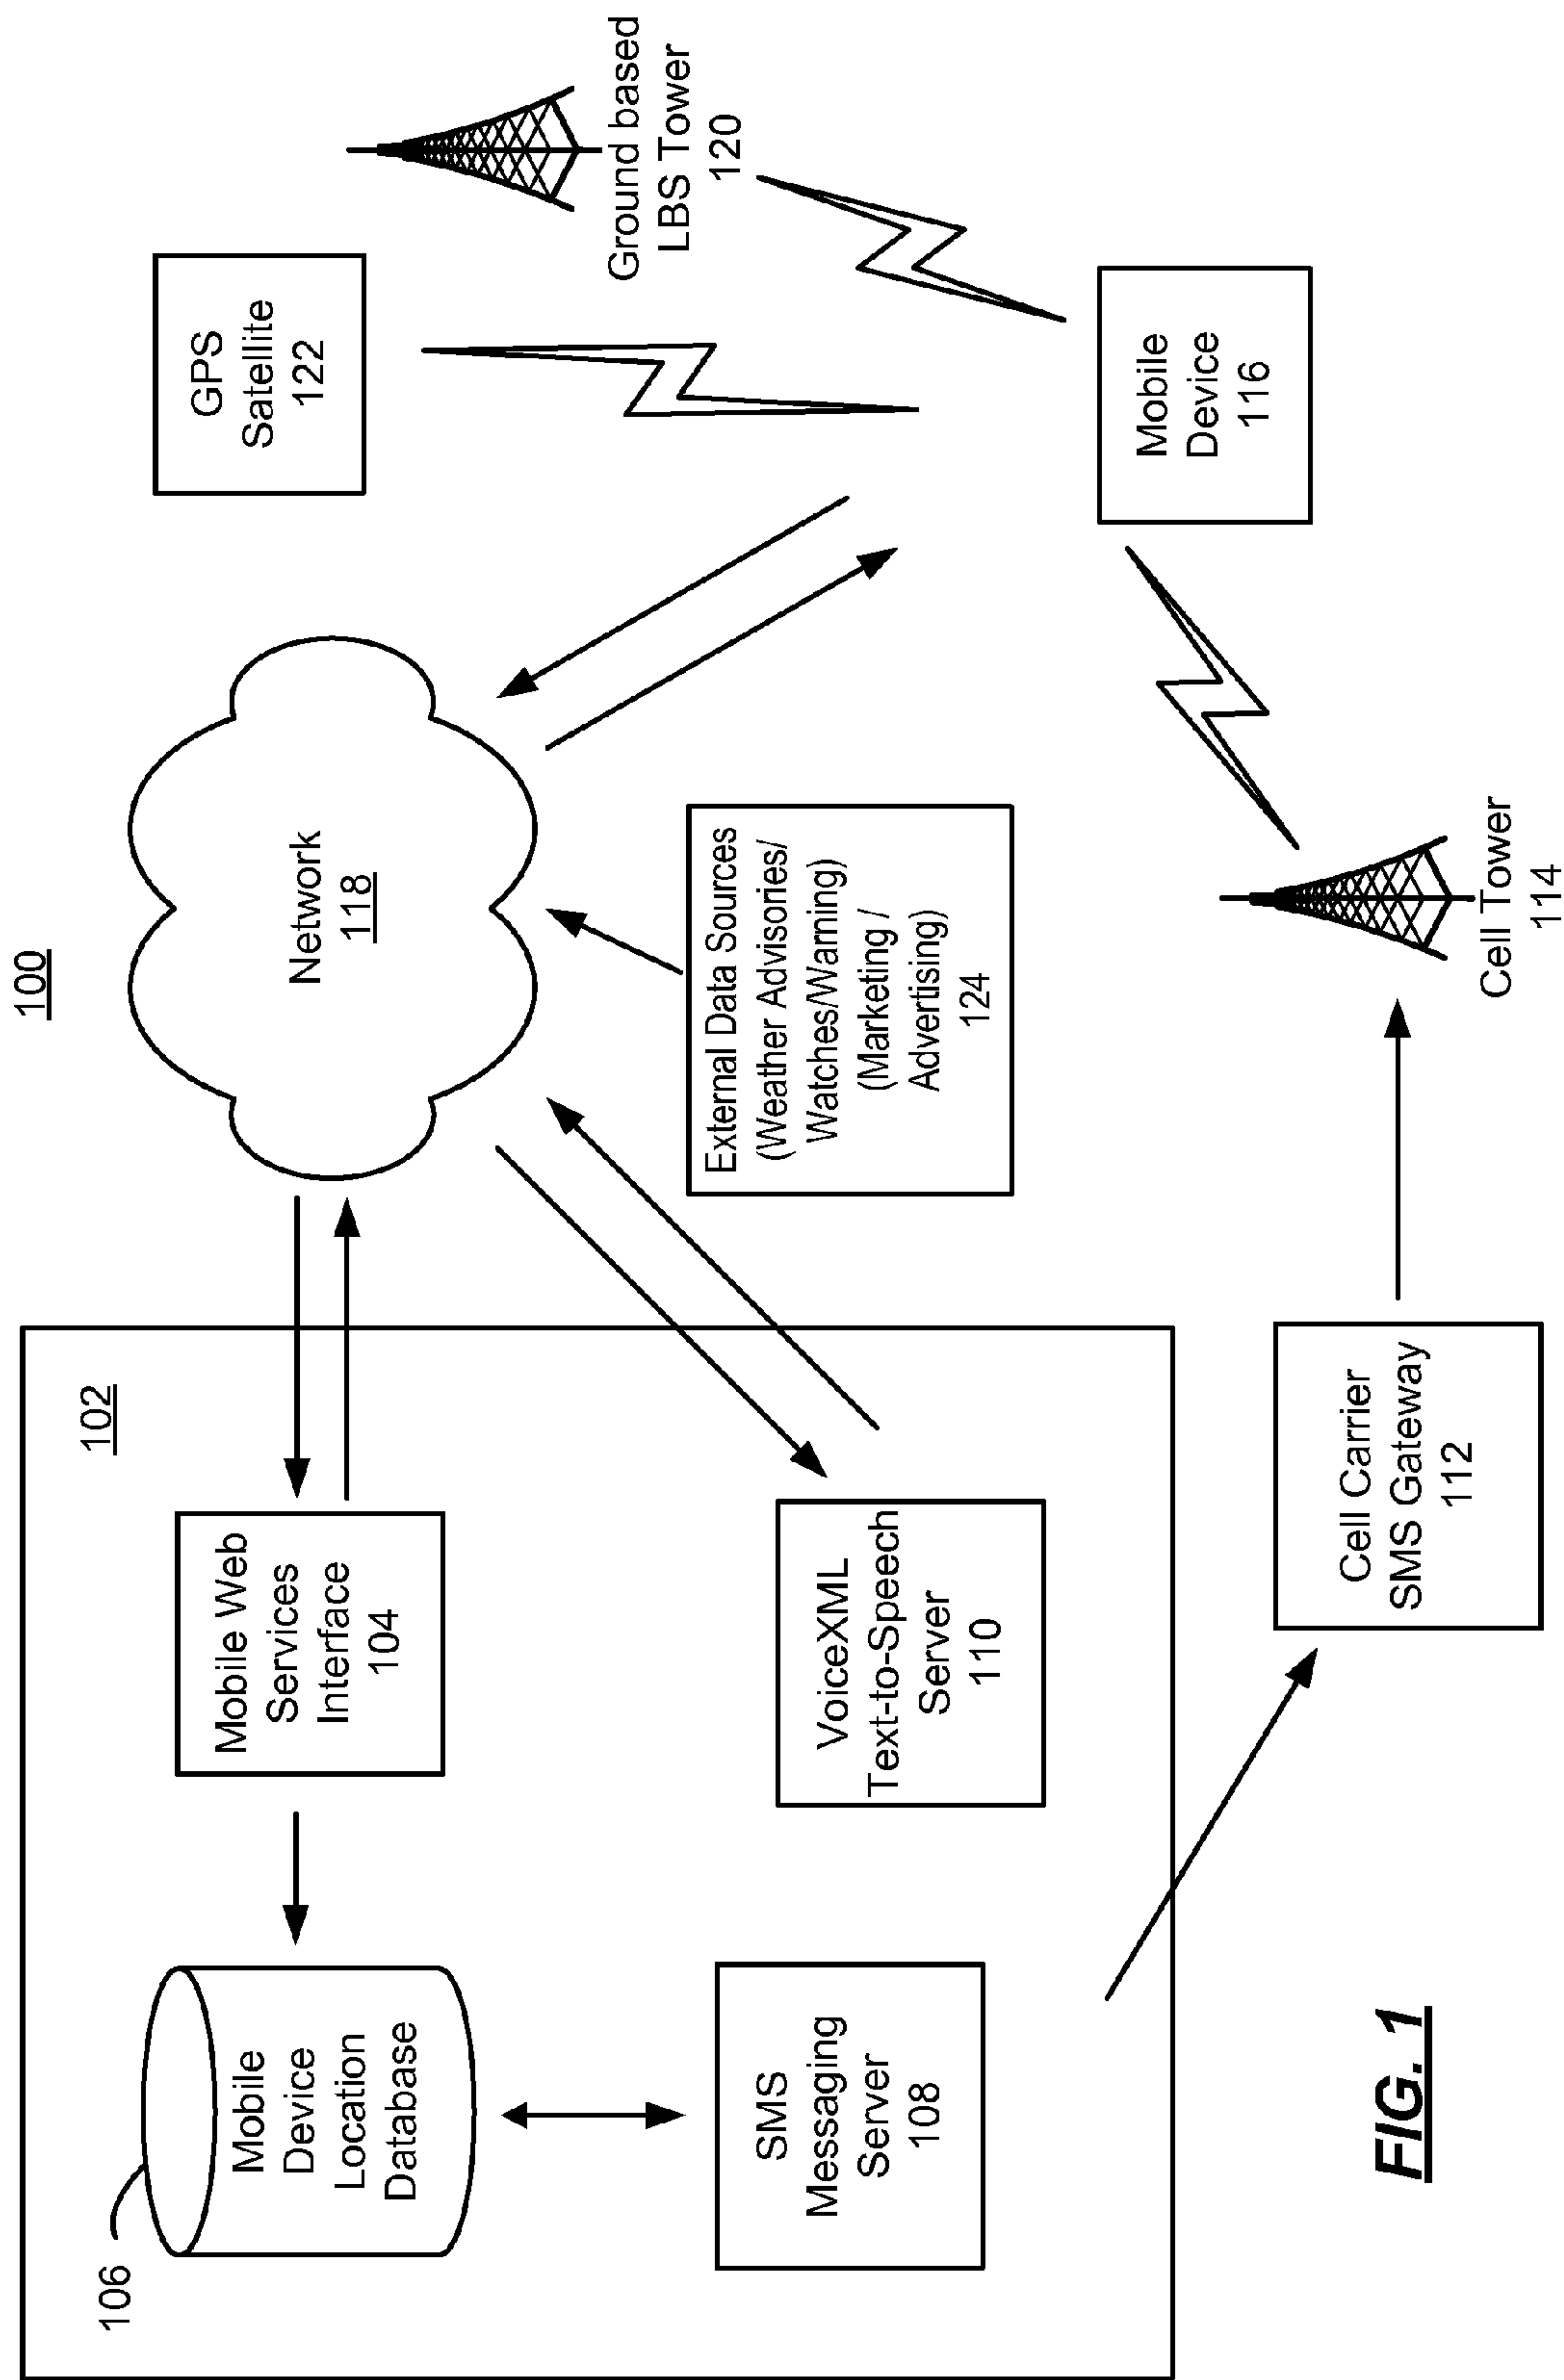 100
102
106
Mobile
Device
Location
Database
Mobile Web
Services
Interface
104
Network
118
GPS
Satellite
122
Ground based
LBS Tower
120
SMS
Messaging
Server
108
VoiceXML
Text-to-Speech
Server
110
External Data Sources
(Weather Advisories/
Watches/Warning)
(Marketing /
Advertising)
124
Mobile
Device
116
Cell Carrier
SMS Gateway
112
Cell Tower
114
FIG. 1